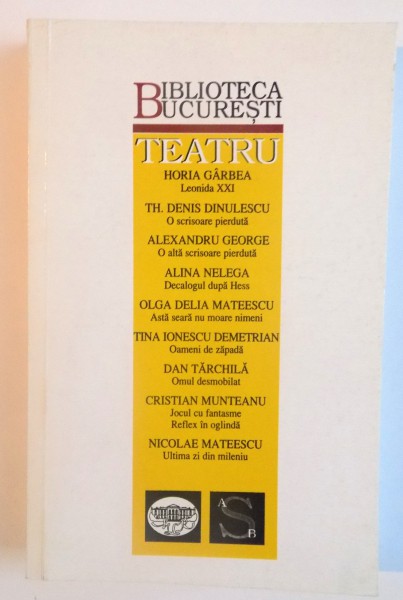 BIBLIOTECA
BUCUREȘTI
TEATRU
HORIA GÂRBEA
Leonida XXI
TH. DENIS DINULESCU
O scrisoare pierdută
ALEXANDRU GEORGE
O altă scrisoare pierdută
ALINA NELEGA
Decalogul după Hess
OLGA DELIA MATEESCU
Astă seară nu moare nimeni
TINA IONESCU DEMETRIAN
Oameni de zăpadă
DAN TĂRCHILĂ
Omul desmobilat
CRISTIAN MUNTEANU
Jocul cu fantasme
Reflex în oglindă
NICOLAE MATEESCU
Ultima zi din mileniu
A S B